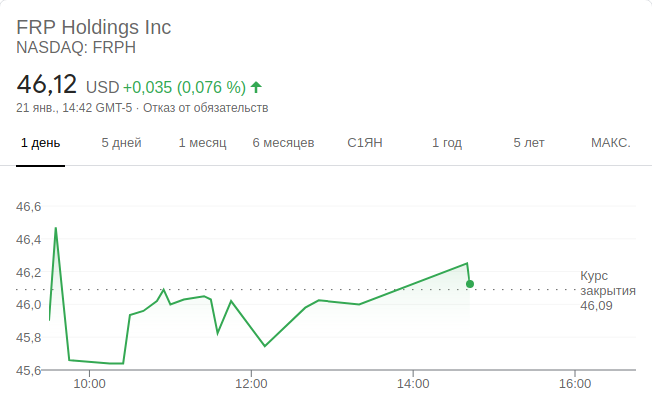 FRP Holdings Inc
NASDAQ: FRPH
46,12 USD +0,035 (0,076 %)
21 янв., 14:42 GMT-5 · Отказ от обязательств
1 день 5 дней 1 месяц 6 месяцев С1ЯН 1 год 5 лет МАКС.
46,6
46,4
46,2
46,0
45,8
45,6
Курс
закрытия
46,09
10:00 12:00 14:00 16:00